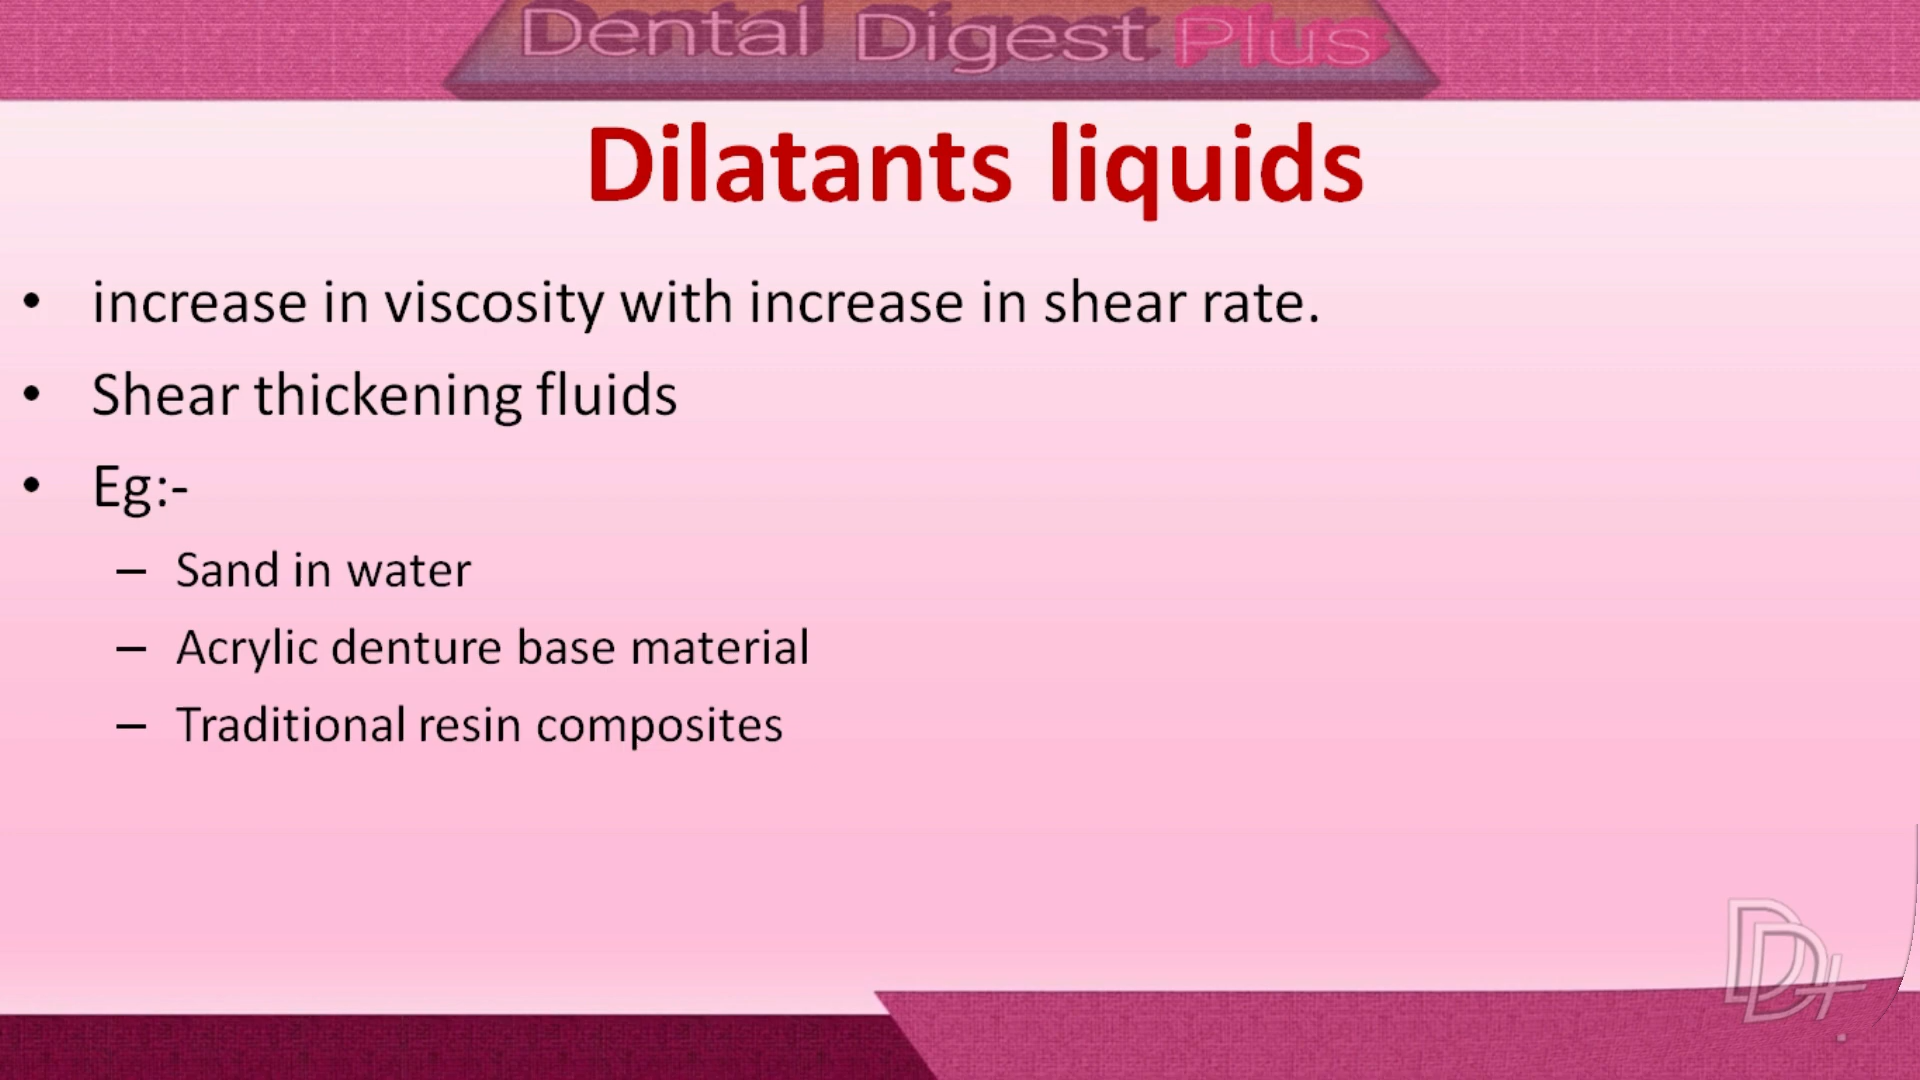 Dental Digest Plus
Dilatants liquids
• increase in viscosity with increase in shear rate.
• Shear thickening fluids
• Eg:-
– Sand in water
– Acrylic denture base material
– Traditional resin composites
DD+